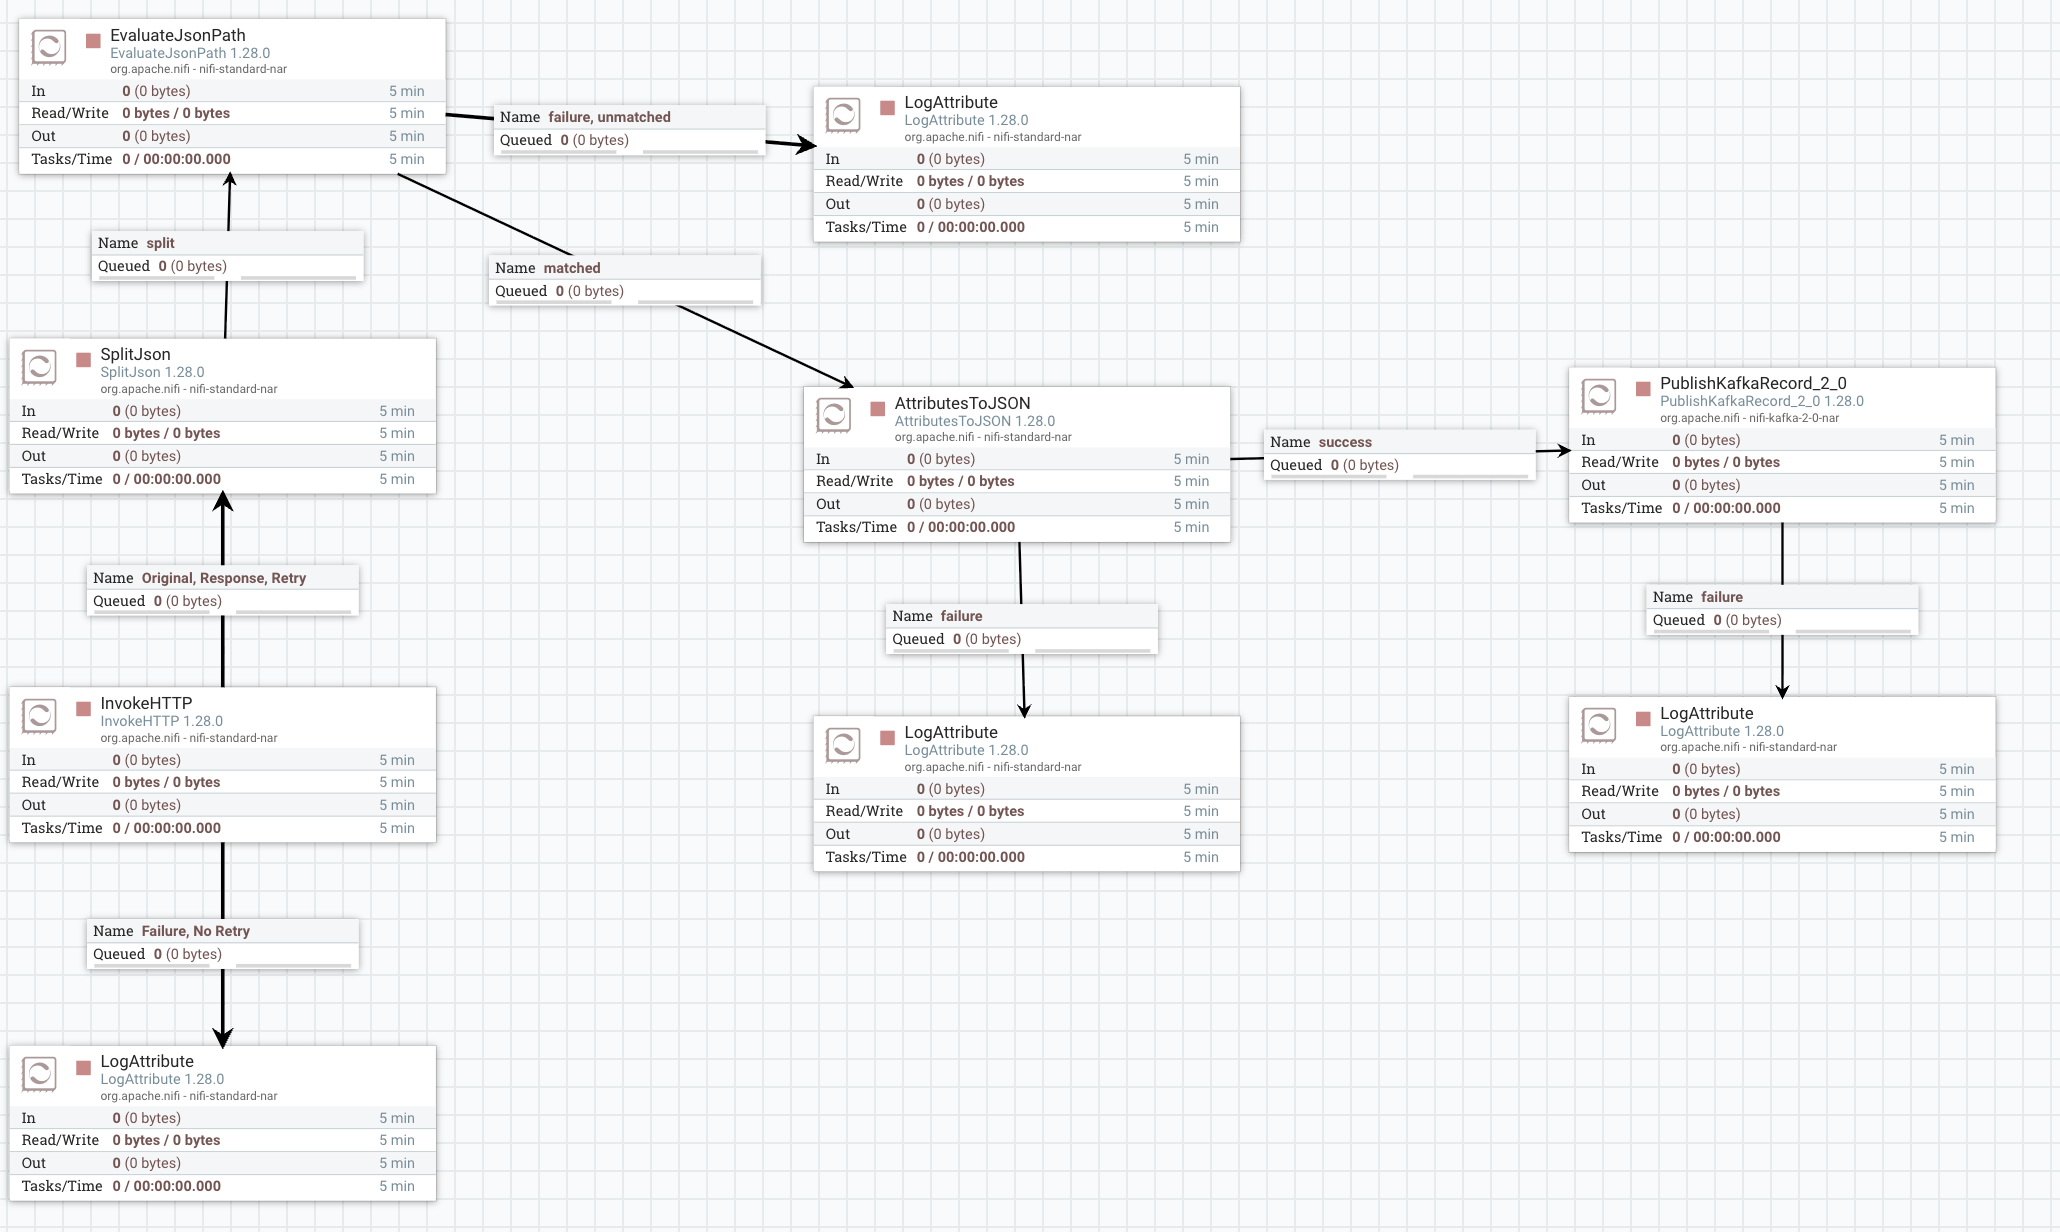 EvaluateJsonPath
EvaluateJsonPath 1.28.0
org.apache.nifi - nifi-standard-nar
In 0 (0 bytes) 5 min
Read/Write 0 bytes / 0 bytes 5 min
Out 0 (0 bytes) 5 min
Tasks/Time 0 / 00:00:00.000 5 min
Name failure, unmatched
Queued 0 (0 bytes)
LogAttribute
LogAttribute 1.28.0
org.apache.nifi - nifi-standard-nar
In 0 (0 bytes) 5 min
Read/Write 0 bytes / 0 bytes 5 min
Out 0 (0 bytes) 5 min
Tasks/Time 0 / 00:00:00.000 5 min
Name split
Queued 0 (0 bytes)
Name matched
Queued 0 (0 bytes)
SplitJson
SplitJson 1.28.0
org.apache.nifi - nifi-standard-nar
In 0 (0 bytes) 5 min
Read/Write 0 bytes / 0 bytes 5 min
Out 0 (0 bytes) 5 min
Tasks/Time 0 / 00:00:00.000 5 min
AttributesToJSON
AttributesToJSON 1.28.0
org.apache.nifi - nifi-standard-nar
In 0 (0 bytes) 5 min
Read/Write 0 bytes / 0 bytes 5 min
Out 0 (0 bytes) 5 min
Tasks/Time 0 / 00:00:00.000 5 min
Name success
Queued 0 (0 bytes)
PublishKafkaRecord_2_0
PublishKafkaRecord_2_0 1.28.0
org.apache.nifi - nifi-kafka-2-0-nar
In 0 (0 bytes) 5 min
Read/Write 0 bytes / 0 bytes 5 min
Out 0 (0 bytes) 5 min
Tasks/Time 0 / 00:00:00.000 5 min
Name Original, Response, Retry
Queued 0 (0 bytes)
Name failure
Queued 0 (0 bytes)
Name failure
Queued 0 (0 bytes)
InvokeHTTP
InvokeHTTP 1.28.0
org.apache.nifi - nifi-standard-nar
In 0 (0 bytes) 5 min
Read/Write 0 bytes / 0 bytes 5 min
Out 0 (0 bytes) 5 min
Tasks/Time 0 / 00:00:00.000 5 min
LogAttribute
LogAttribute 1.28.0
org.apache.nifi - nifi-standard-nar
In 0 (0 bytes) 5 min
Read/Write 0 bytes / 0 bytes 5 min
Out 0 (0 bytes) 5 min
Tasks/Time 0 / 00:00:00.000 5 min
LogAttribute
LogAttribute 1.28.0
org.apache.nifi - nifi-standard-nar
In 0 (0 bytes) 5 min
Read/Write 0 bytes / 0 bytes 5 min
Out 0 (0 bytes) 5 min
Tasks/Time 0 / 00:00:00.000 5 min
Name Failure, No Retry
Queued 0 (0 bytes)
LogAttribute
LogAttribute 1.28.0
org.apache.nifi - nifi-standard-nar
In 0 (0 bytes) 5 min
Read/Write 0 bytes / 0 bytes 5 min
Out 0 (0 bytes) 5 min
Tasks/Time 0 / 00:00:00.000 5 min